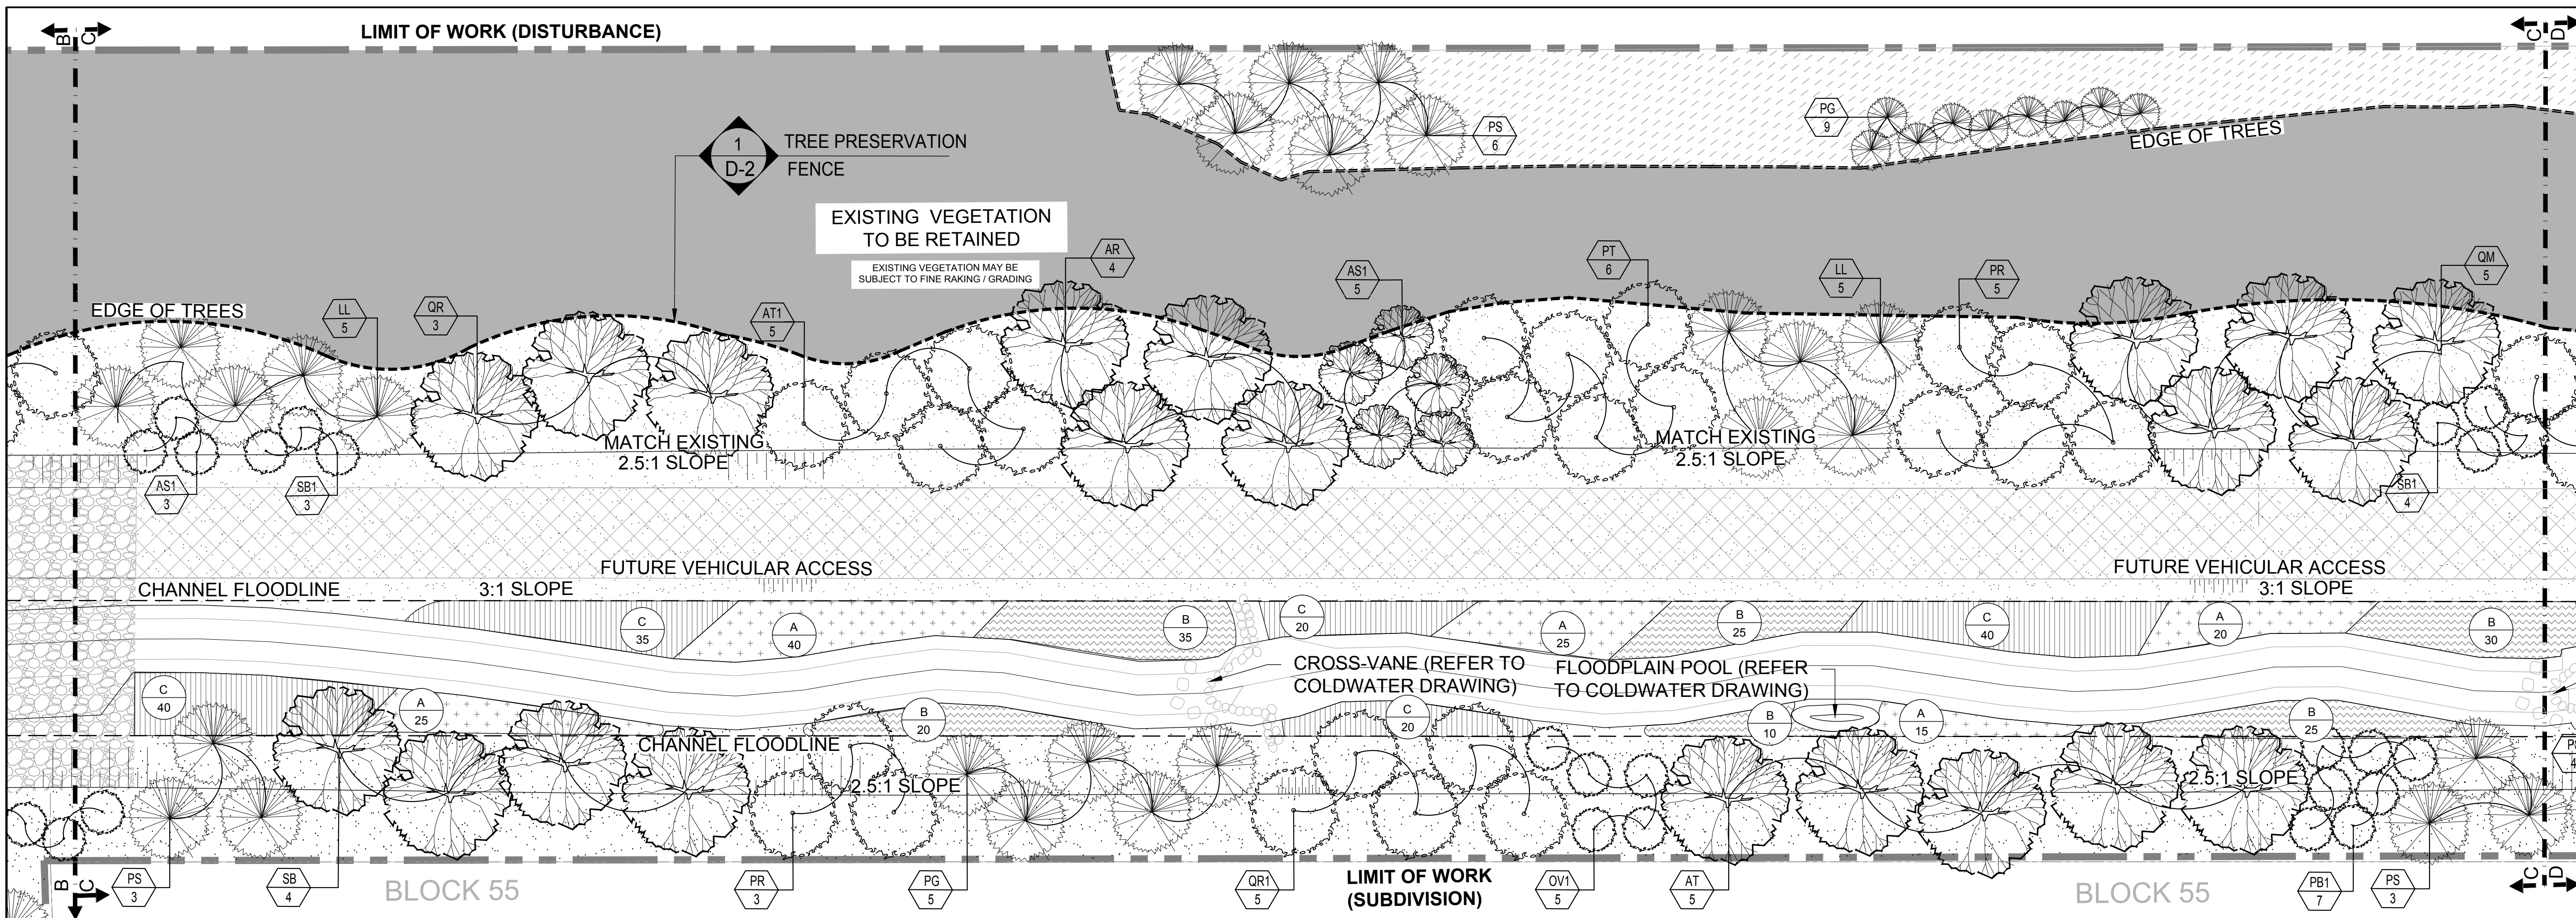 B C
LIMIT OF WORK (DISTURBANCE)
C D
1
D-2
TREE PRESERVATION
FENCE
PS
6
PG
9
EDGE OF TREES
EXISTING VEGETATION
TO BE RETAINED
EXISTING VEGETATION MAY BE
SUBJECT TO FINE RAKING / GRADING
EDGE OF TREES
LL
5
QR
3
AT1
5
AR
4
AS1
5
PT
6
LL
5
PR
5
QM
5
MATCH EXISTING
2.5:1 SLOPE
MATCH EXISTING
2.5:1 SLOPE
AS1
3
SB1
3
SB1
4
FUTURE VEHICULAR ACCESS
FUTURE VEHICULAR ACCESS
CHANNEL FLOODLINE
3:1 SLOPE
3:1 SLOPE
C
35
A
40
B
35
C
20
A
25
B
25
C
40
A
20
B
30
CROSS-VANE (REFER TO
COLDWATER DRAWING)
FLOODPLAIN POOL (REFER
TO COLDWATER DRAWING)
C
40
A
25
B
20
C
20
B
10
A
15
B
25
CHANNEL FLOODLINE
2.5:1 SLOPE
2.5:1 SLOPE
4
B C
PS
3
SB
4
BLOCK 55
PR
3
PG
5
QR1
5
LIMIT OF WORK
(SUBDIVISION)
OV1
5
AT
5
BLOCK 55
PB1
7
PS
3
C D